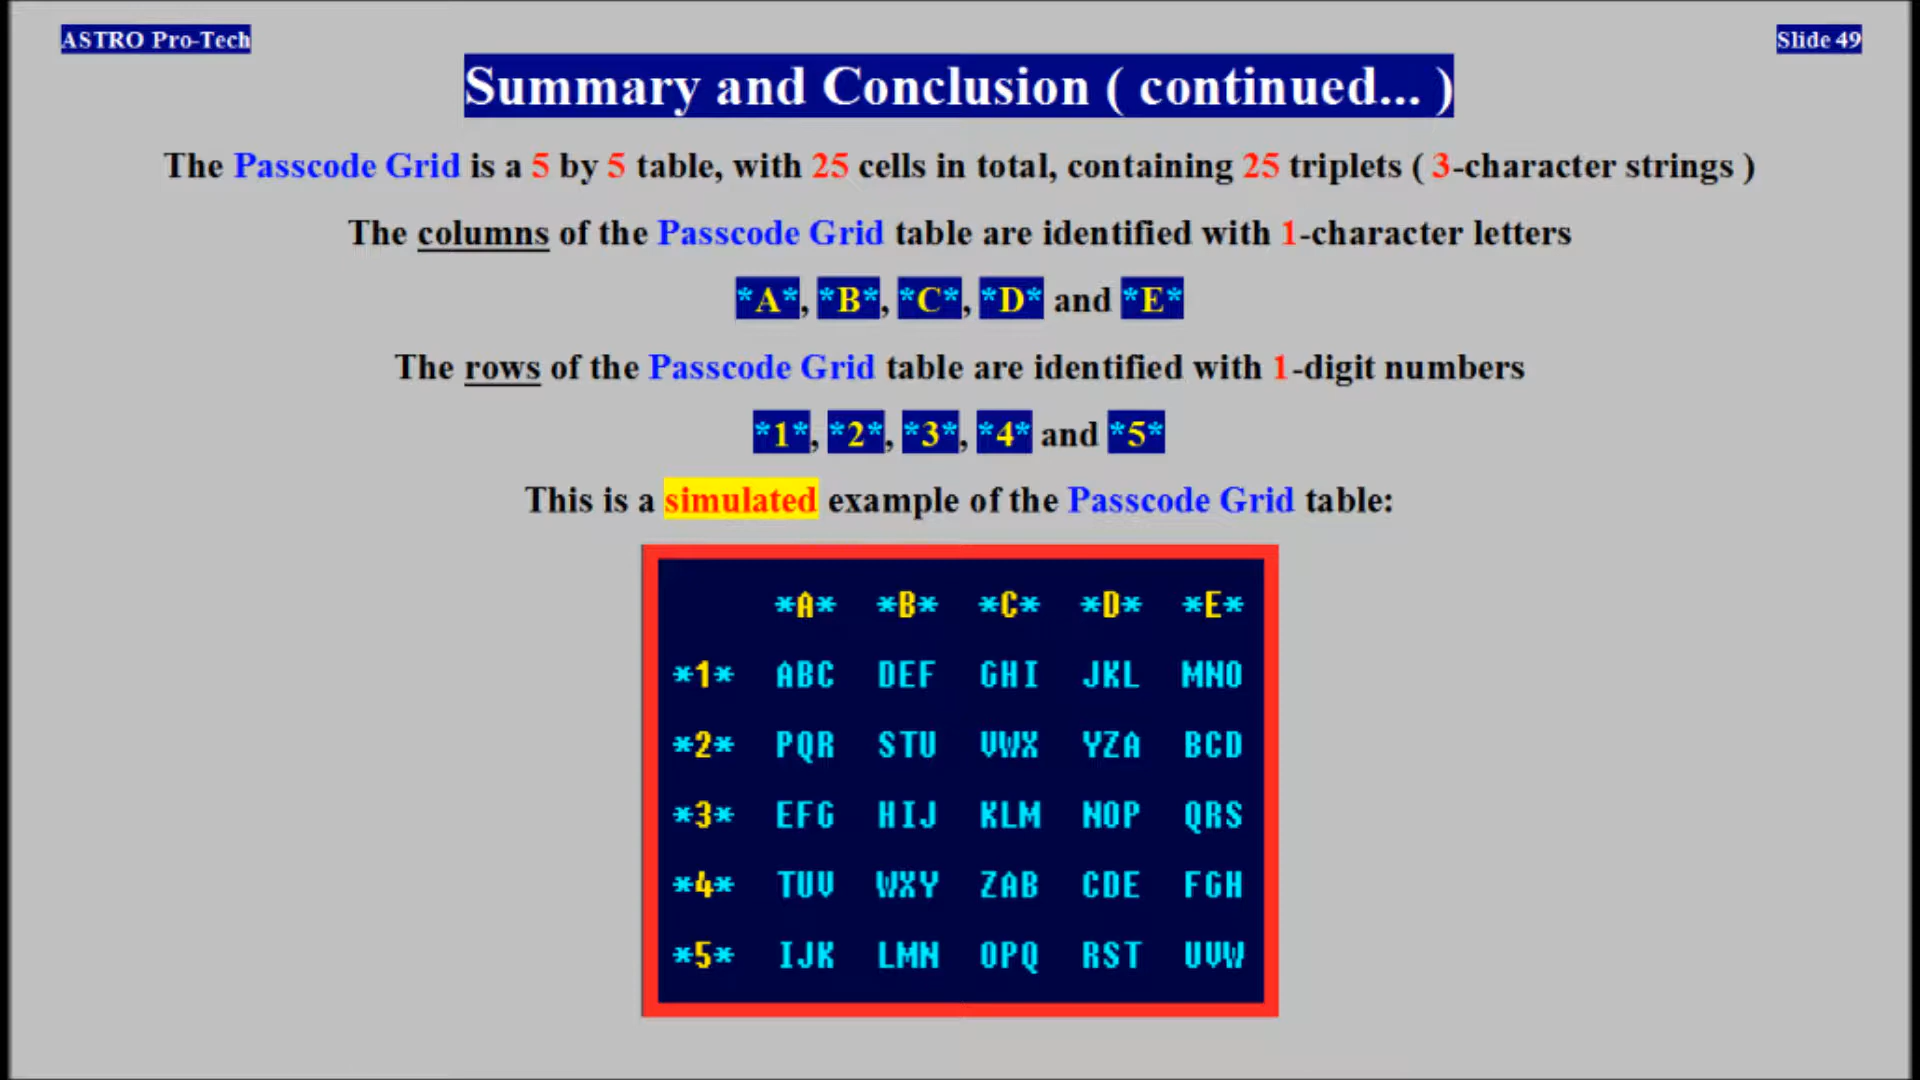 ASTRO Pro-Tech
Slide 49
Summary and Conclusion ( continued... )
The Passcode Grid is a 5 by 5 table, with 25 cells in total, containing 25 triplets ( 3-character strings )
The columns of the Passcode Grid table are identified with 1-character letters
*A*, *B*, *C*, *D* and *E*
The rows of the Passcode Grid table are identified with 1-digit numbers
*1*, *2*, *3*, *4* and *5*
This is a simulated example of the Passcode Grid table:
*A* *B* *C* *D* *E*
*1* ABC DEF GHI JKL MNO
*2* PQR STU VWX YZA BCD
*3* EFG HIJ KLM NOP QRS
*4* TUV WXY ZAB CDE FGH
*5* IJK LMN OPQ RST UVW